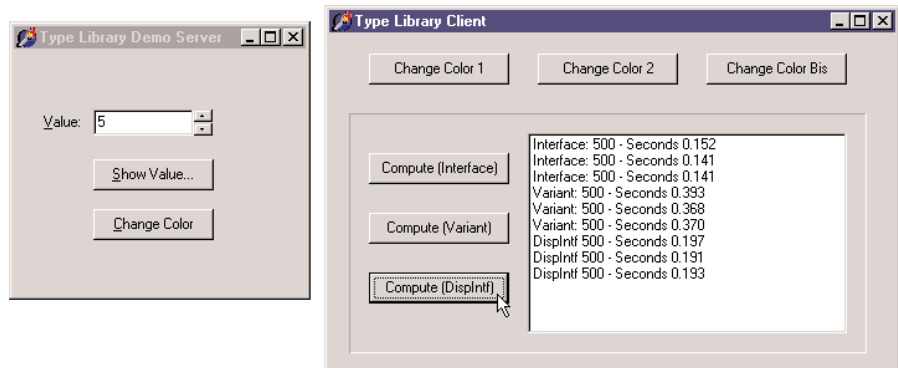 Type Library Demo Server
Value: 5
Show Value...
Change Color
Type Library Client
Change Color 1
Change Color 2
Change Color Bis
Compute (Interface)
Compute (Variant)
Compute (DispIntf)
Interface: 500 - Seconds 0.152
Interface: 500 - Seconds 0.141
Interface: 500 - Seconds 0.141
Variant: 500 - Seconds 0.393
Variant: 500 - Seconds 0.368
Variant: 500 - Seconds 0.370
DispIntf 500 - Seconds 0.197
DispIntf 500 - Seconds 0.191
DispIntf 500 - Seconds 0.193